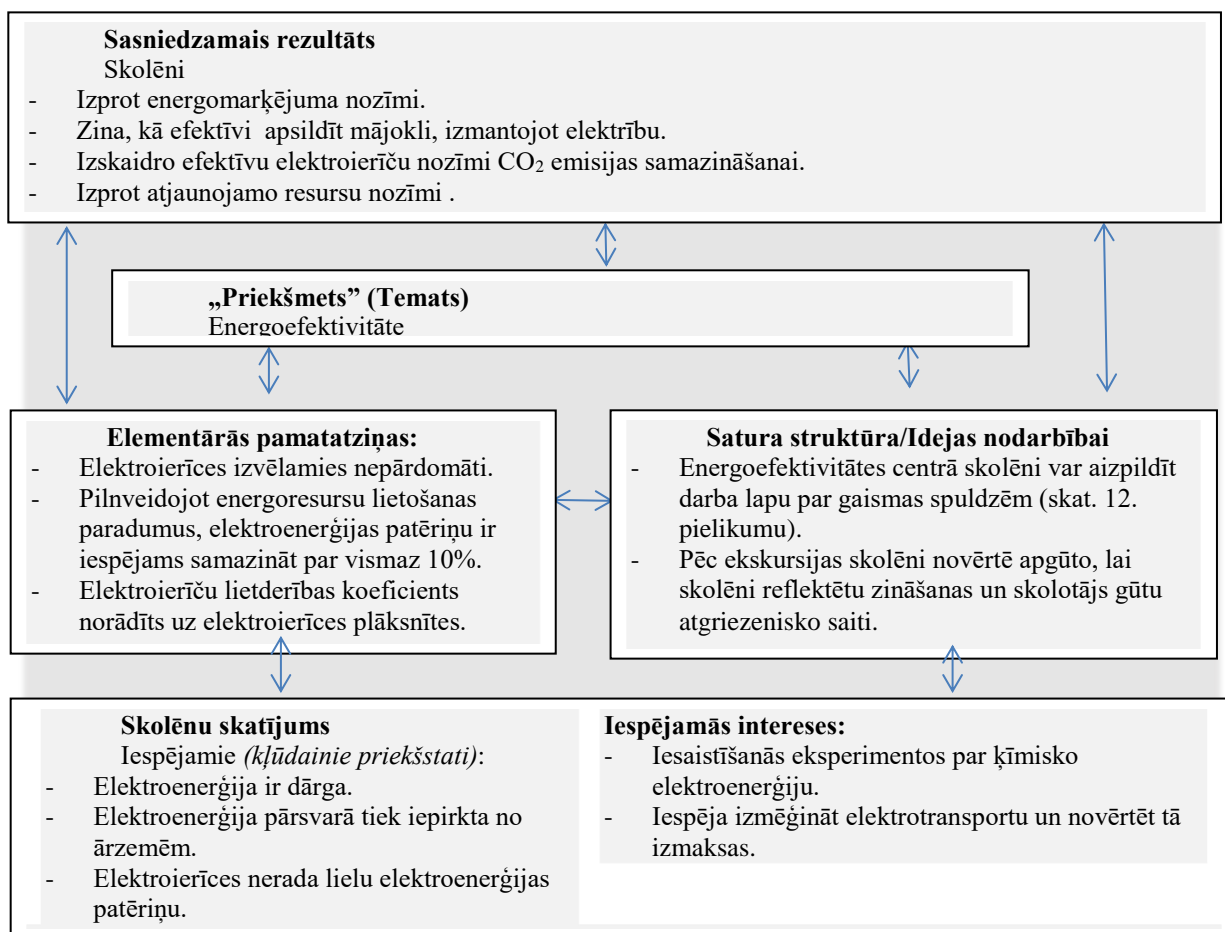 Sasniedzamais rezultāts
Skolēni
- Izprot energomarķējuma nozīmi.
- Zina, kā efektīvi apsildīt mājokli, izmantojot elektrību.
- Izskaidro efektīvu elektroierīču nozīmi CO₂ emisijas samazināšanai.
- Izprot atjaunojamo resursu nozīmi .
„Priekšmets” (Temats)
Energoefektivitāte
Elementārās pamatatziņas:
- Elektroierīces izvēlamies nepārdomāti.
- Pilnveidojot energoresursu lietošanas
paradumus, elektroenerģijas patēriņu ir
iespējams samazināt par vismaz 10%.
- Elektroierīču lietderības koeficients
norādīts uz elektroierīces plāksnītes.
Satura struktūra/Idejas nodarbībai
- Energoefektivitātes centrā skolēni var aizpildīt
darba lapu par gaismas spuldzēm (skat. 12.
pielikumu).
- Pēc ekskursijas skolēni novērtē apgūto, lai
skolēni reflektētu zināšanas un skolotājs gūtu
atgriezenisko saiti.
Skolēnu skatījums
Iespējamie (kļūdainie priekšstati):
- Elektroenerģija ir dārga.
- Elektroenerģija pārsvarā tiek iepirkta no
ārzemēm.
- Elektroierīces nerada lielu elektroenerģijas
patēriņu.
Iespējamās intereses:
- Iesaistīšanās eksperimentos par ķīmisko
elektroenerģiju.
- Iespēja izmēģināt elektrotransportu un novērtēt tā
izmaksas.